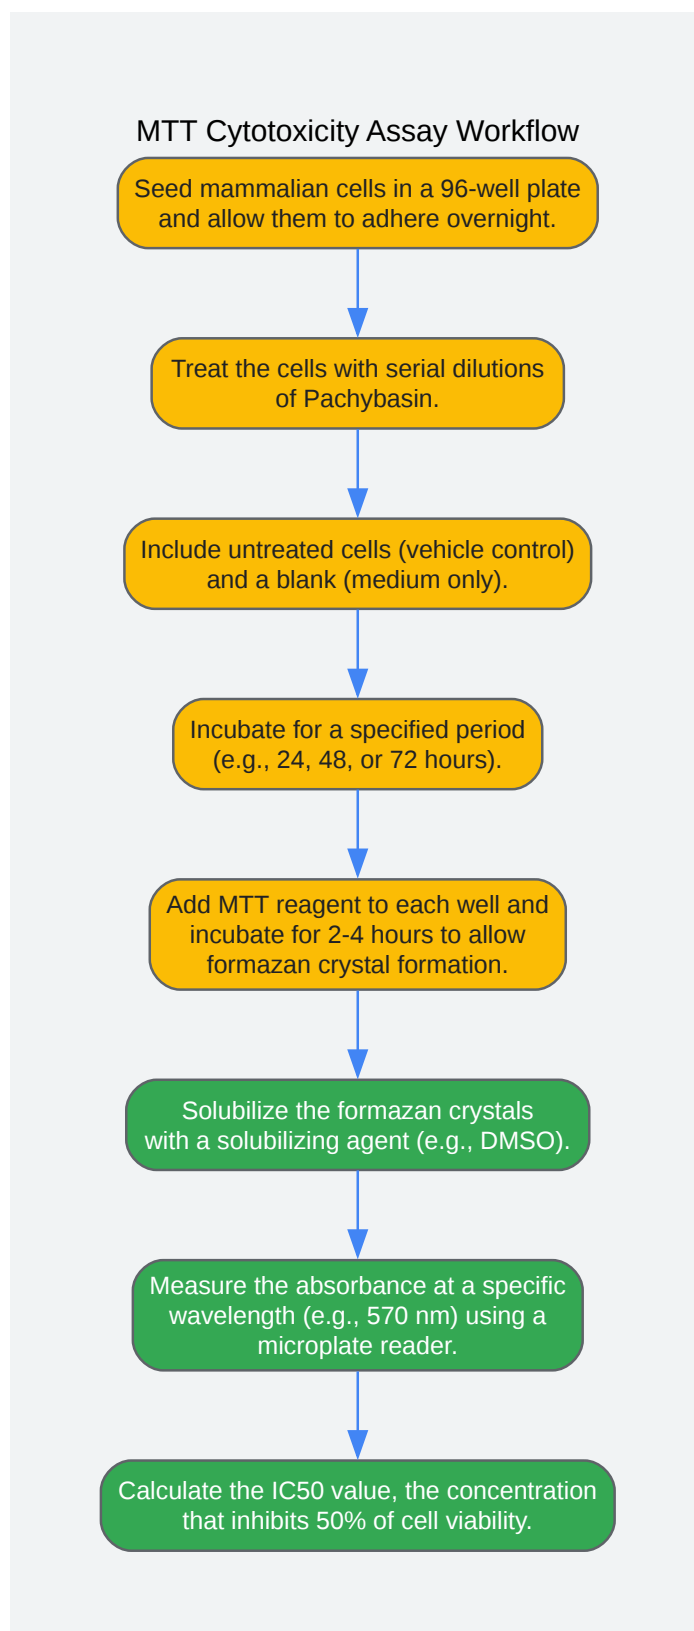 MTT Cytotoxicity Assay Workflow
Seed mammalian cells in a 96-well plate
and allow them to adhere overnight.
Treat the cells with serial dilutions
of Pachybasin.
Include untreated cells (vehicle control)
and a blank (medium only).
Incubate for a specified period
(e.g., 24, 48, or 72 hours).
Add MTT reagent to each well and
incubate for 2-4 hours to allow
formazan crystal formation.
Solubilize the formazan crystals
with a solubilizing agent (e.g., DMSO).
Measure the absorbance at a specific
wavelength (e.g., 570 nm) using a
microplate reader.
Calculate the IC50 value, the concentration
that inhibits 50% of cell viability.